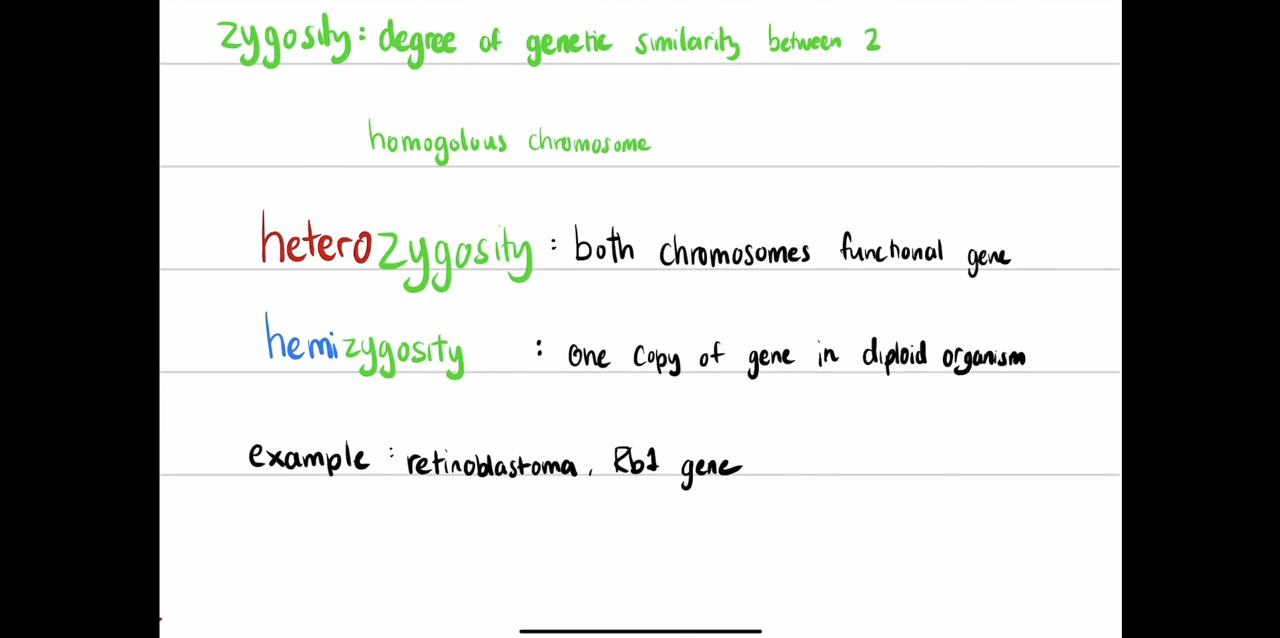 zygosity: degree of genetic similarity between 2
homogolous chromosome
heterozygosity : both chromosomes functional gene
hemizygosity : one copy of gene in diploid organism
example : retinoblastoma, Rb1 gene